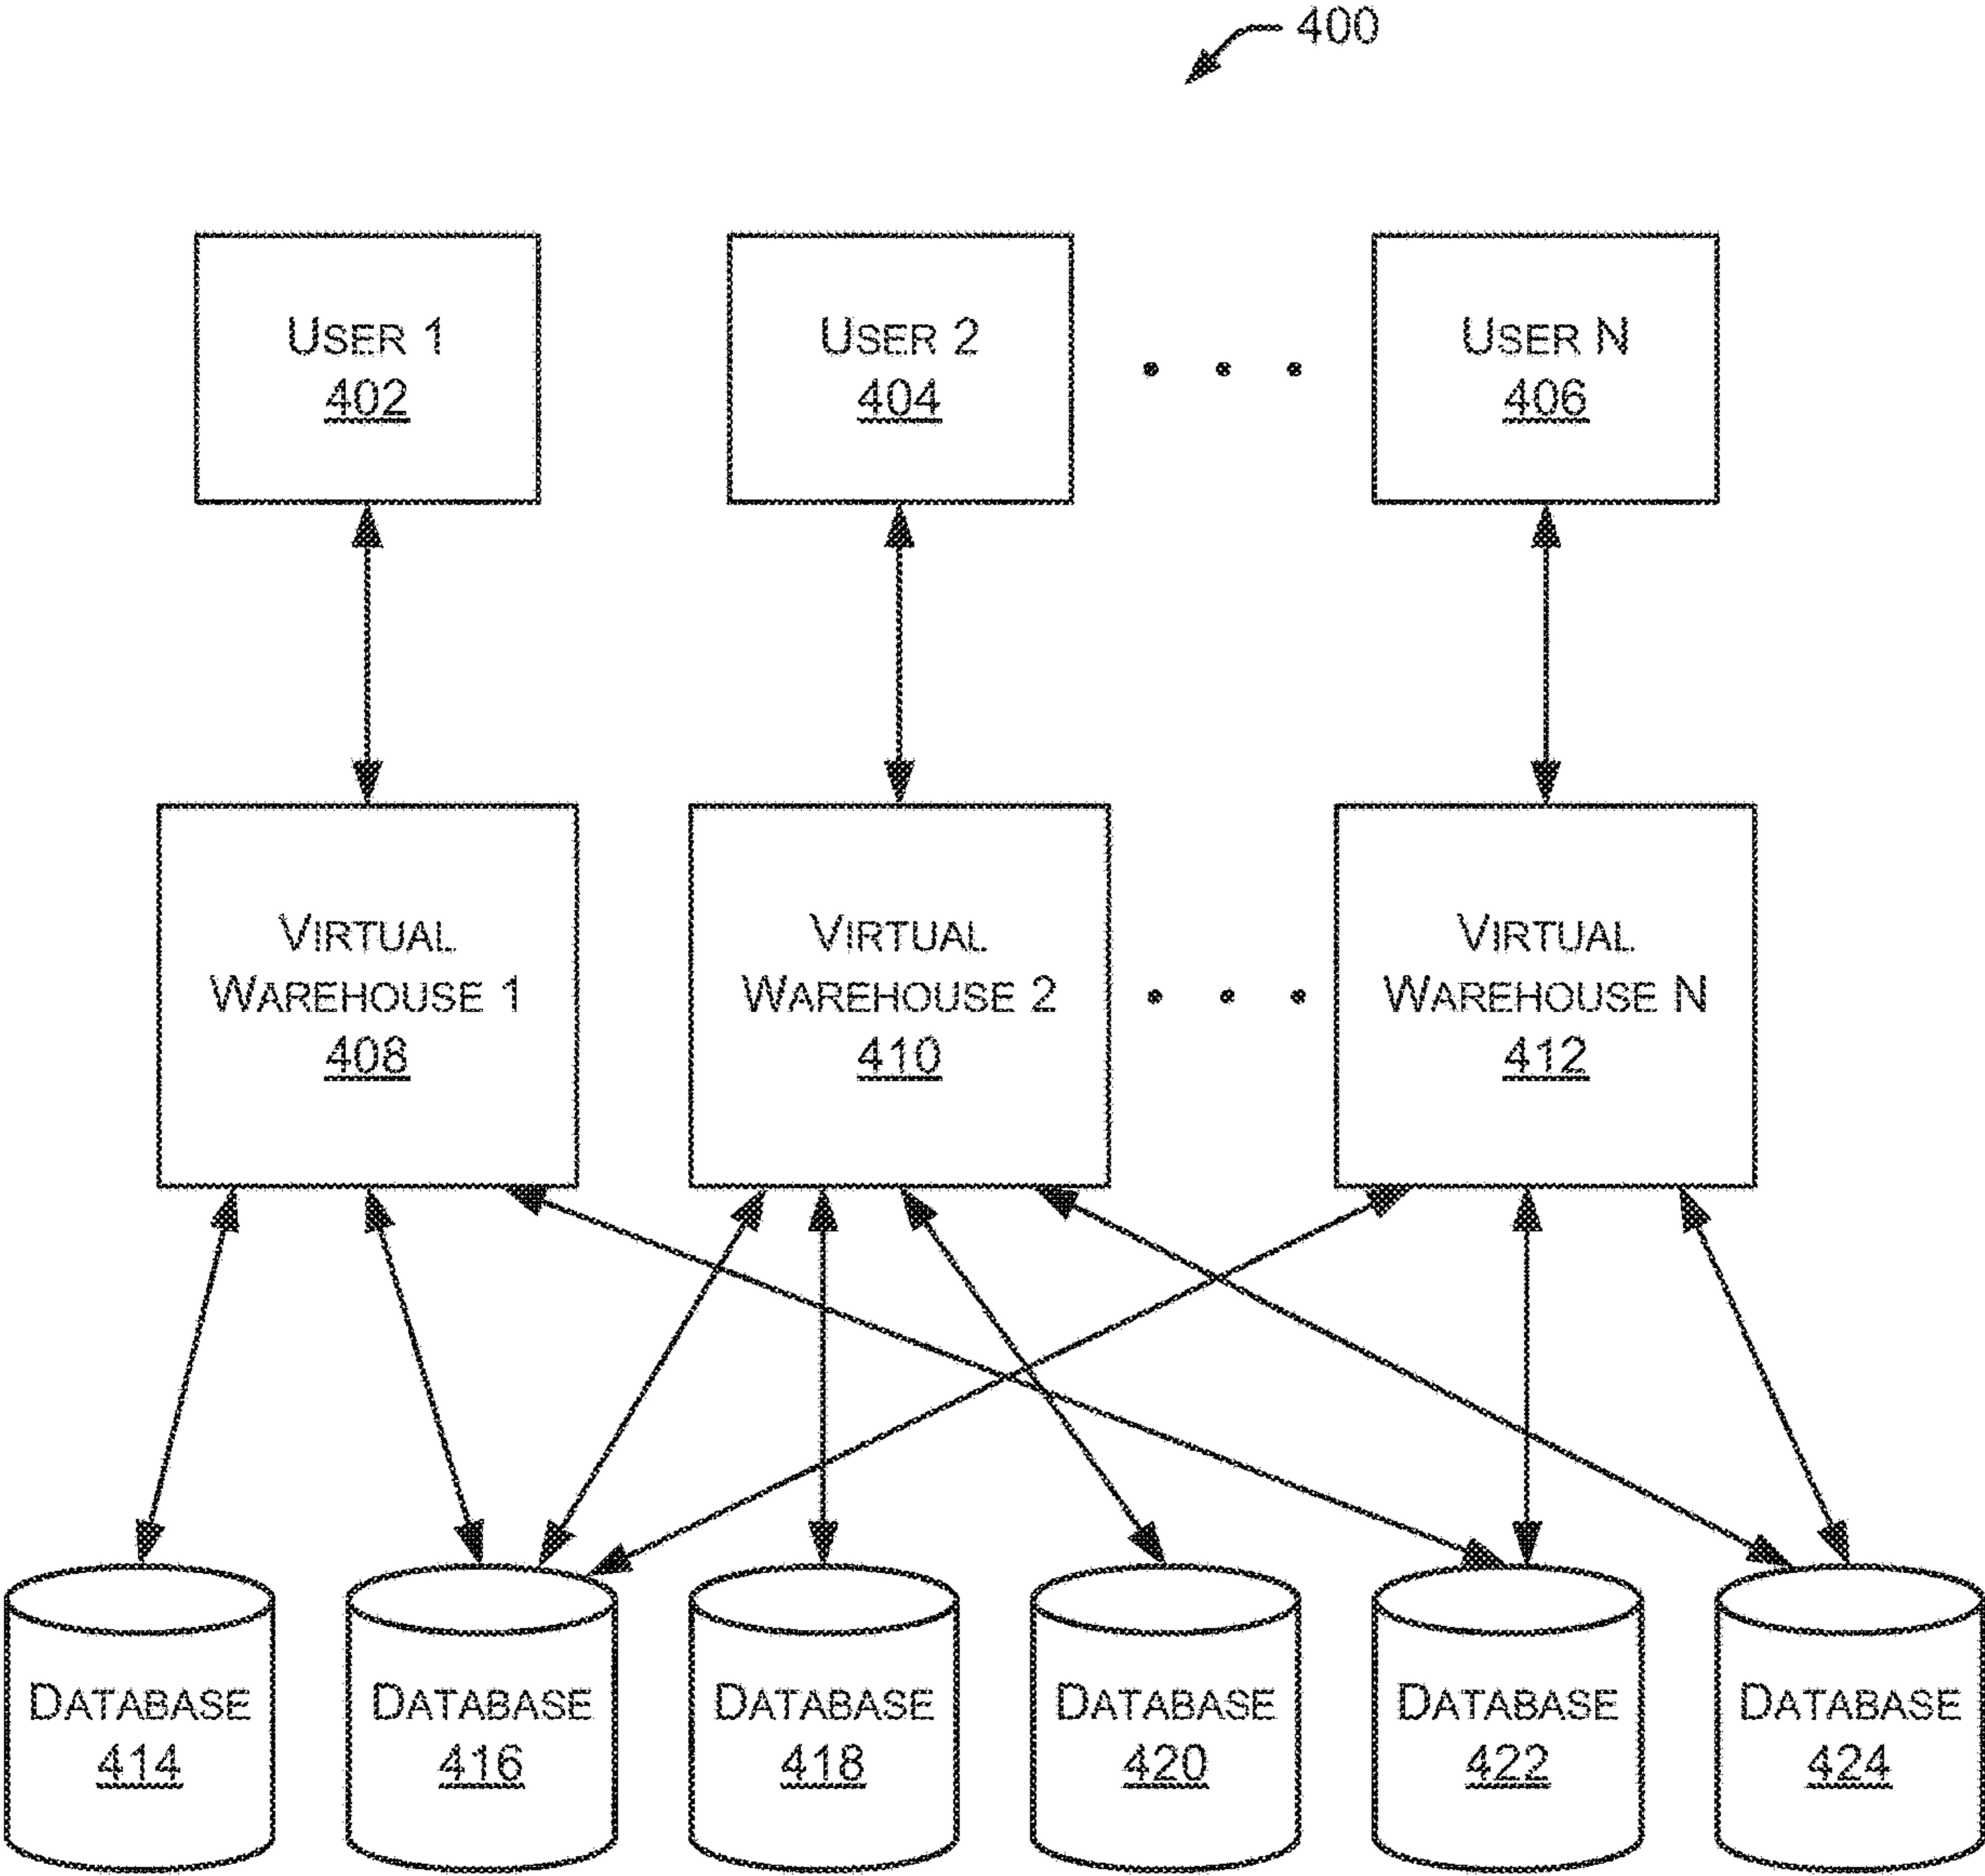 400
USER 1
402
USER 2
404
USER N
406
VIRTUAL
WAREHOUSE 1
408
VIRTUAL
WAREHOUSE 2
410
VIRTUAL
WAREHOUSE N
412
DATABASE
414
DATABASE
416
DATABASE
418
DATABASE
420
DATABASE
422
DATABASE
424